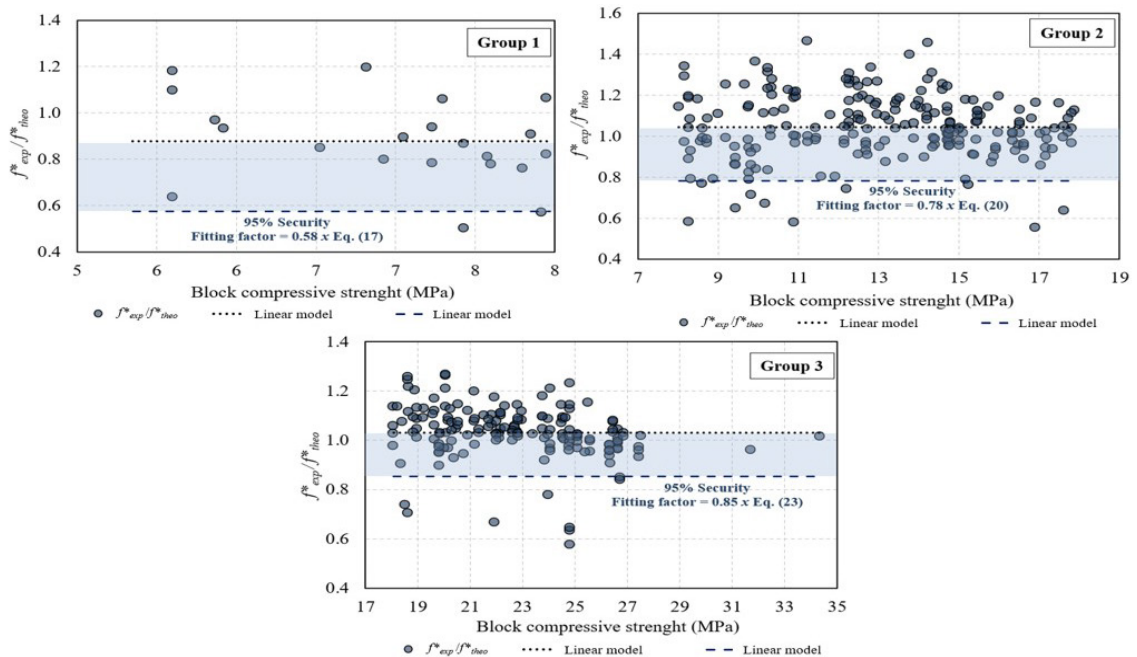 1.4
1.2
1.0
0.8
0.6
0.4
f*exp/f*theo
Group 1
95% Security
Fitting factor = 0.58 x Eq. (17)
5 6 6 7 7 8 8
Block compressive strenght (MPa)
f*exp/f*theo Linear model Linear model
1.6
1.4
1.2
1.0
0.8
0.6
0.4
f*exp/f*theo
Group 2
95% Security
Fitting factor = 0.78 x Eq. (20)
7 9 11 13 15 17 19
Block compressive strenght (MPa)
f*exp/f*theo Linear model Linear model
1.4
1.2
1.0
0.8
0.6
0.4
f*exp/f*theo
Group 3
95% Security
Fitting factor = 0.85 x Eq. (23)
17 19 21 23 25 27 29 31 33 35
Block compressive strenght (MPa)
f*exp/f*theo Linear model Linear model